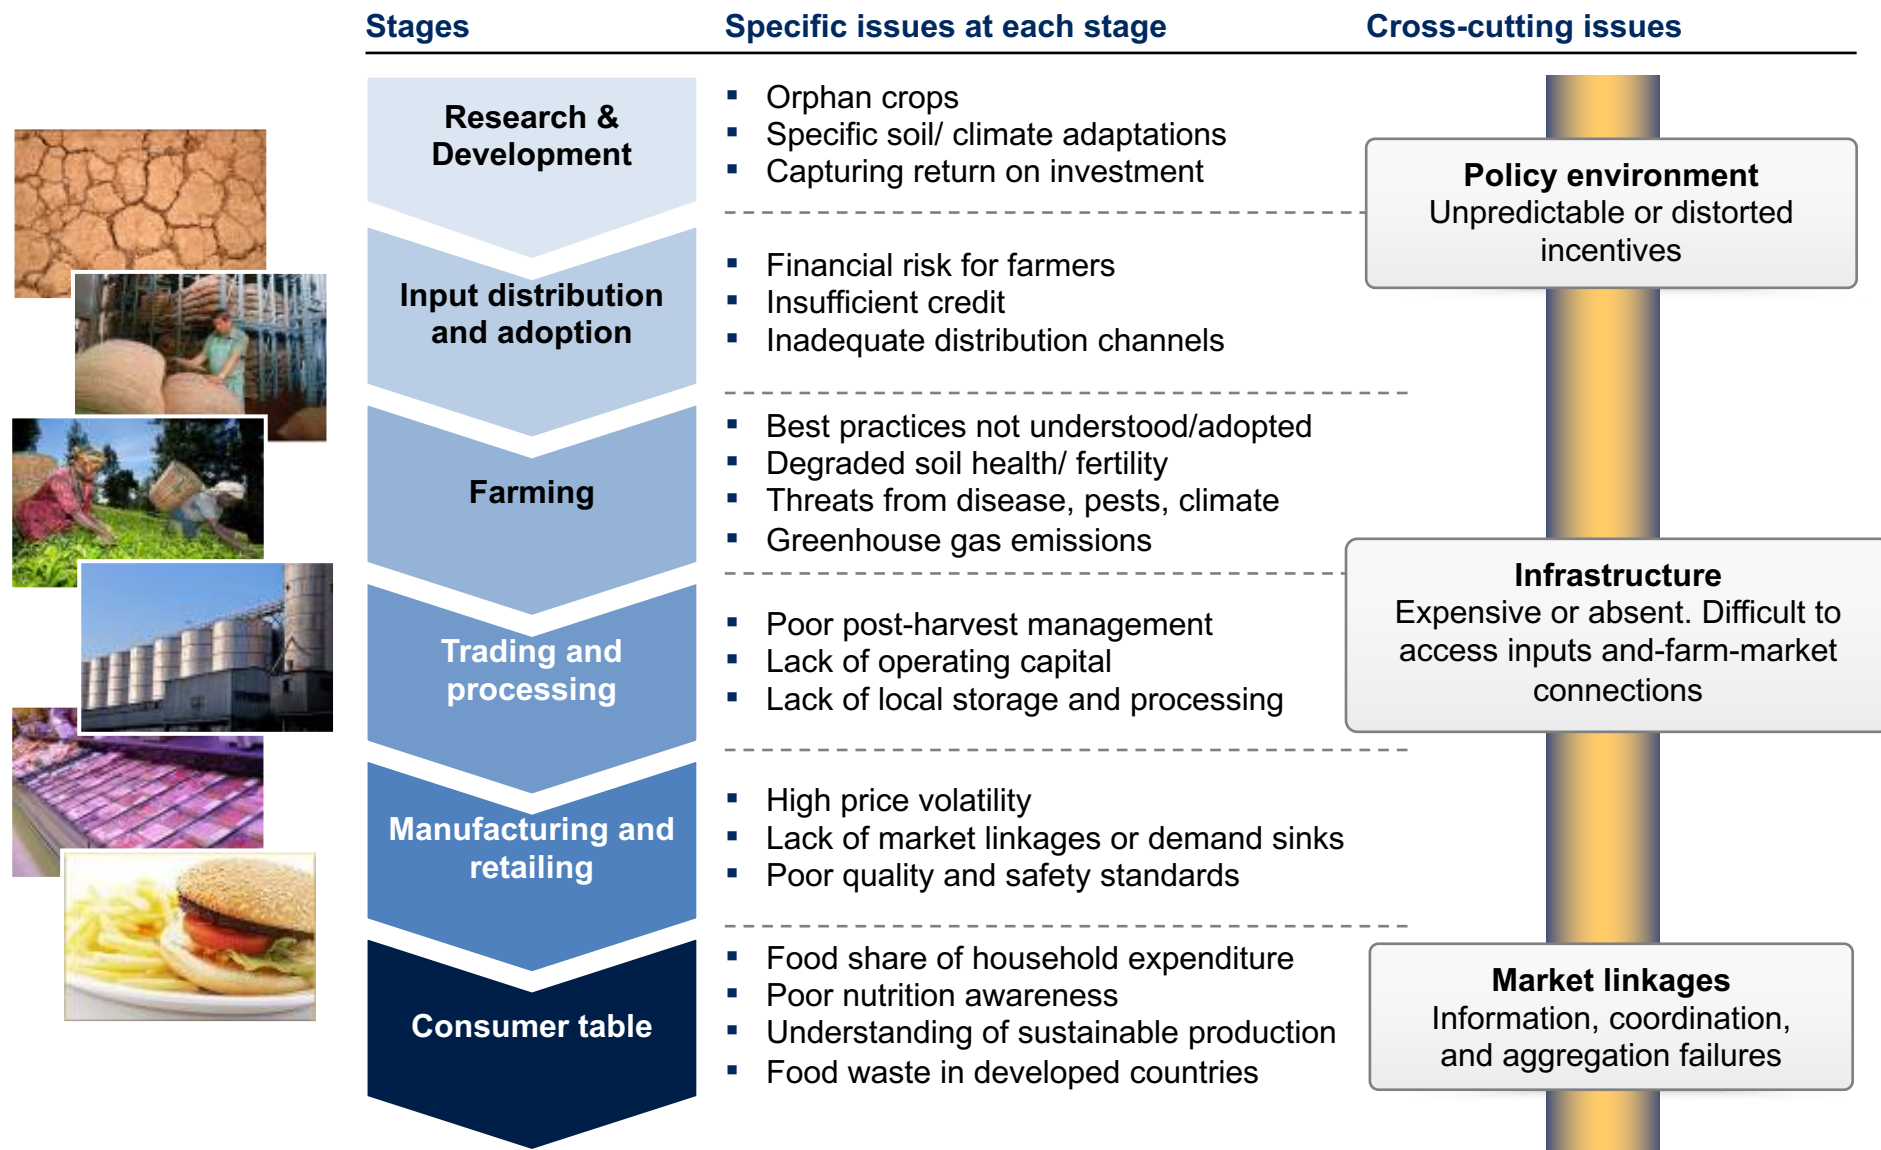 Stages
Specific issues at each stage
Cross-cutting issues
Research &
Development
Orphan crops
Specific soil/ climate adaptations
Capturing return on investment
Policy environment
Unpredictable or distorted
incentives
Input distribution
and adoption
Financial risk for farmers
Insufficient credit
Inadequate distribution channels
Farming
Best practices not understood/adopted
Degraded soil health/ fertility
Threats from disease, pests, climate
Greenhouse gas emissions
Infrastructure
Expensive or absent. Difficult to
access inputs and-farm-market
connections
Trading and
processing
Poor post-harvest management
Lack of operating capital
Lack of local storage and processing
Manufacturing and
retailing
High price volatility
Lack of market linkages or demand sinks
Poor quality and safety standards
Consumer table
Food share of household expenditure
Poor nutrition awareness
Understanding of sustainable production
Food waste in developed countries
Market linkages
Information, coordination,
and aggregation failures